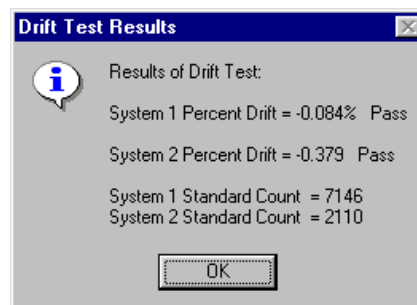 Drift Test Results
Results of Drift Test:
System 1 Percent Drift = -0.084% Pass
System 2 Percent Drift = -0.379 Pass
System 1 Standard Count = 7146
System 2 Standard Count = 2110
OK